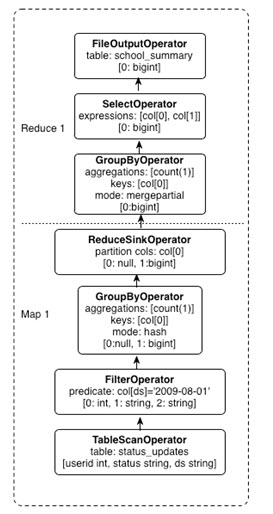 FileOutputOperator
table: school_summary
[0: bigint]
SelectOperator
expressions: [col[0], col[1]]
[0: bigint]
Reduce 1
GroupByOperator
aggregations: [count(1)]
keys: [col[0]]
mode: mergepartial
[0:bigint]
ReduceSinkOperator
partition cols: col[0]
[0: null, 1:bigint]
Map 1
GroupByOperator
aggregations: [count(1)]
keys: [col[0]]
mode: hash
[0:null, 1: bigint]
FilterOperator
predicate: col[ds]='2009-08-01'
[0: int, 1: string, 2: string]
TableScanOperator
table: status_updates
[userid int, status string, ds string]